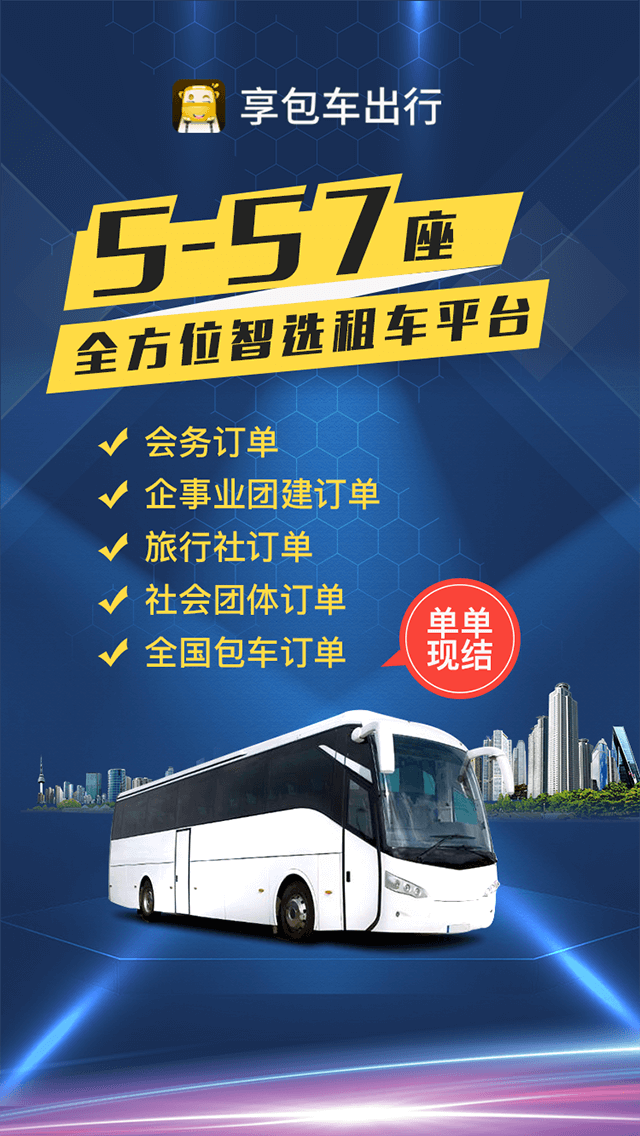 享包车出行
5-57座
全方位智选租车平台
会务订单
企事业团建订单
旅行社订单
社会团体订单
全国包车订单
单单
现结